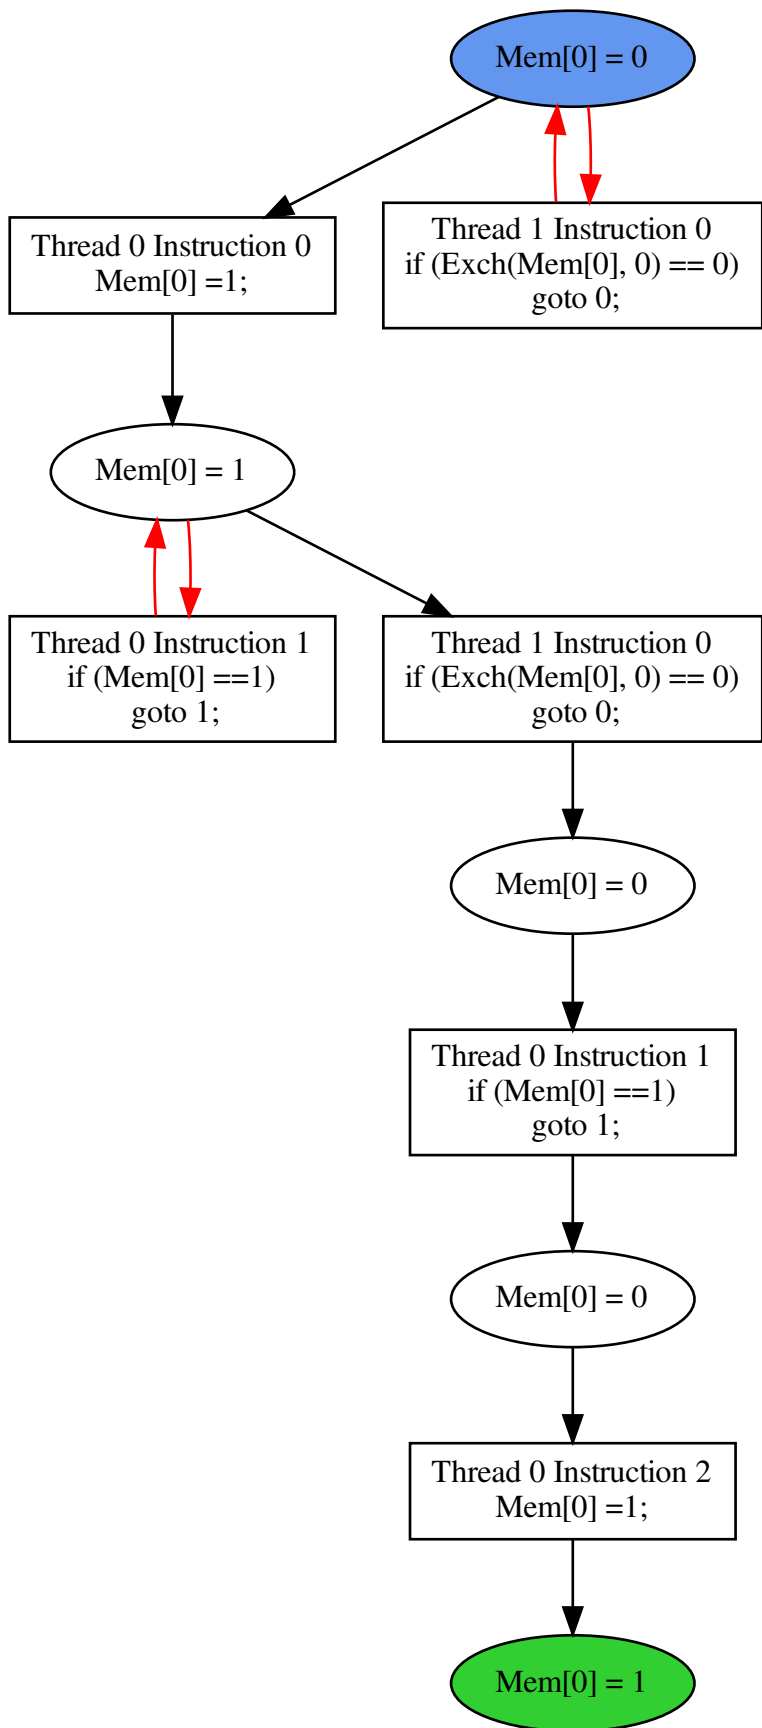 Mem[0] = 0
Thread 0 Instruction 0
Mem[0] =1;
Thread 1 Instruction 0
if (Exch(Mem[0], 0) == 0)
goto 0;
Mem[0] = 1
Thread 0 Instruction 1
if (Mem[0] ==1)
goto 1;
Thread 1 Instruction 0
if (Exch(Mem[0], 0) == 0)
goto 0;
Mem[0] = 0
Thread 0 Instruction 1
if (Mem[0] ==1)
goto 1;
Mem[0] = 0
Thread 0 Instruction 2
Mem[0] =1;
Mem[0] = 1